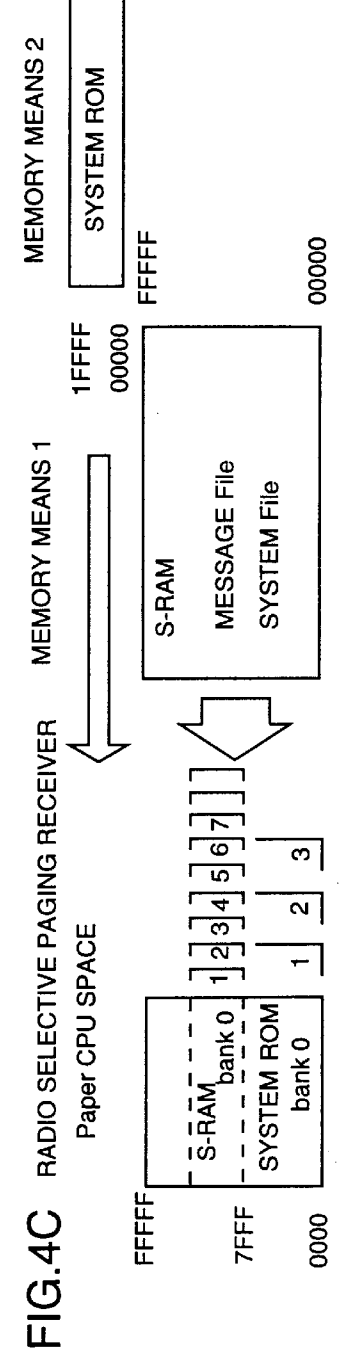 FIG.4C
RADIO SELECTIVE PAGING RECEIVER
MEMORY MEANS 1
MEMORY MEANS 2
Paper CPU SPACE
1FFFF
SYSTEM ROM
00000
FFFFF
FFFFF
S-RAM
S-RAM
bank 0
1 2 3 4 5 6 7
MESSAGE File
7FFF
SYSTEM ROM
SYSTEM File
bank 0
1 2 3
0000
00000